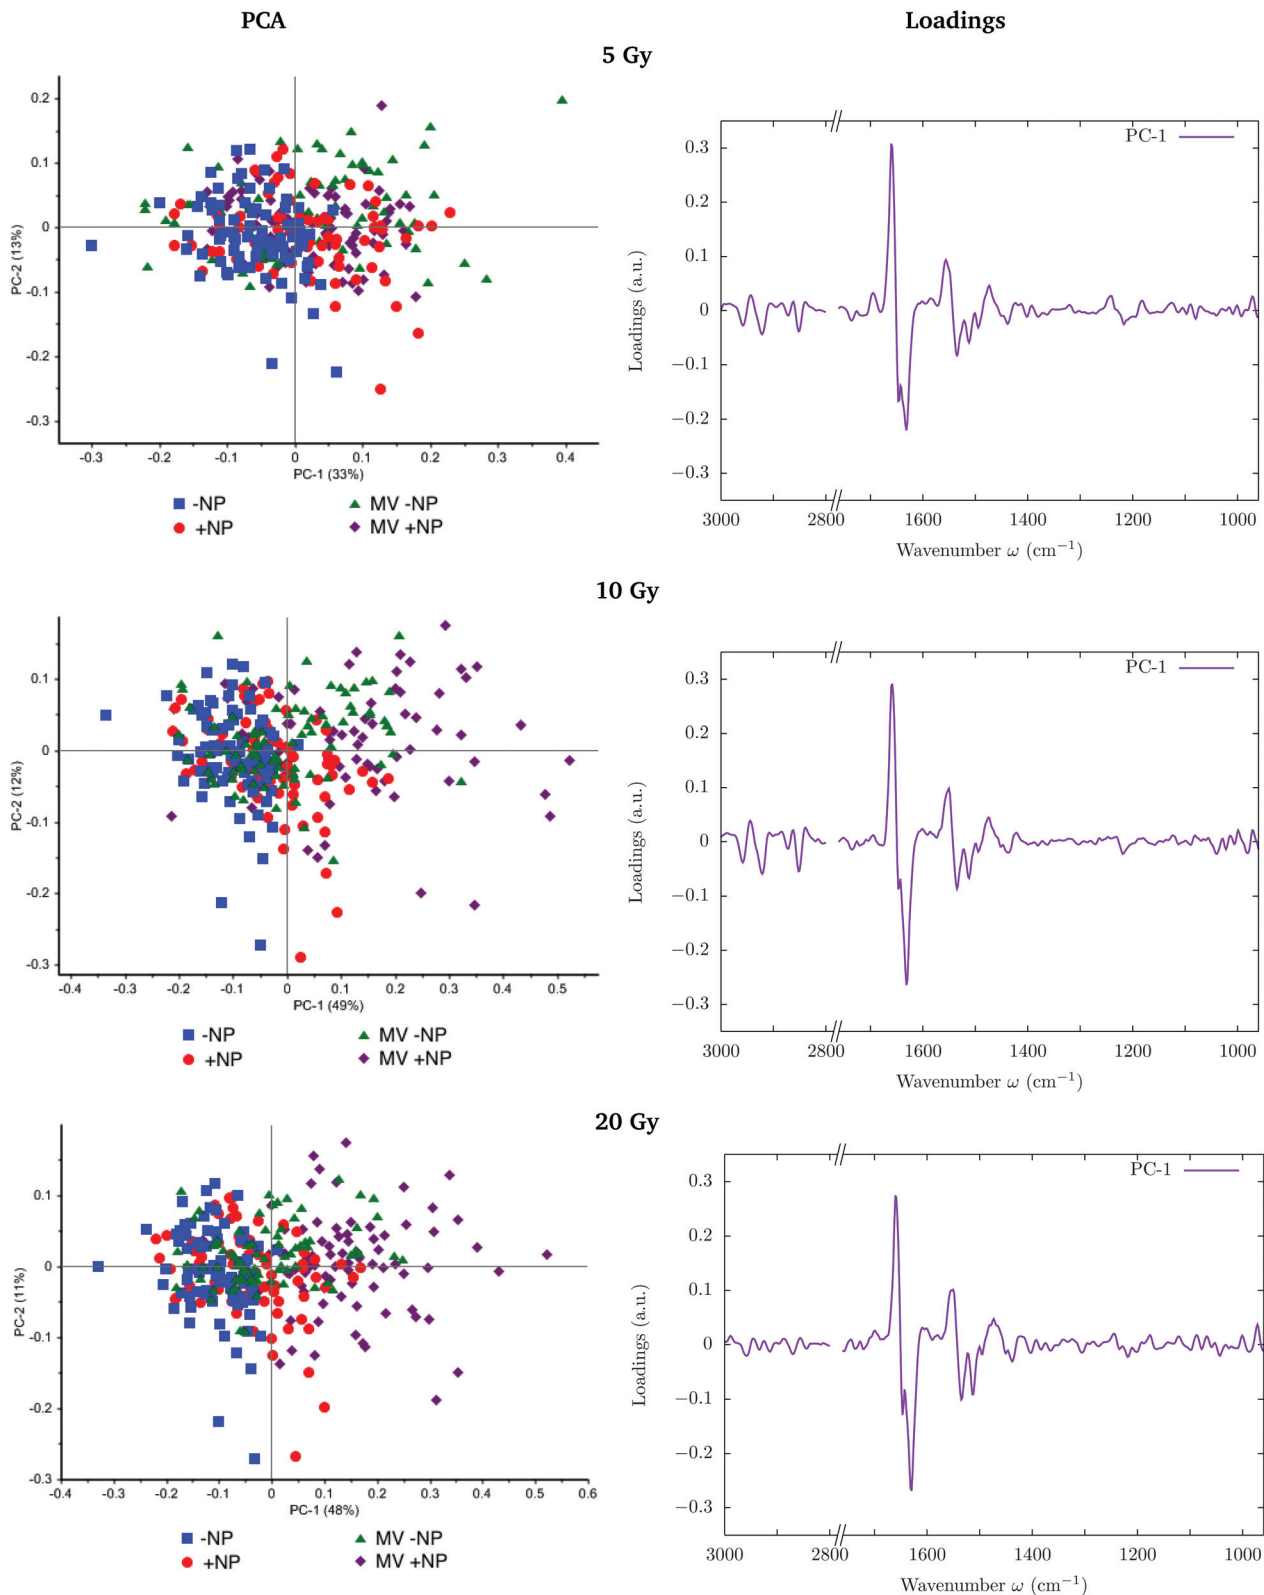 PCA
Loadings
5 Gy
0.2
0.1
0
-0.1
-0.2
-0.3
PC-2 (13%)
-0.3 -0.2 -0.1 0 0.1 0.2 0.3 0.4
PC-1 (33%)
-NP
+NP
MV -NP
MV +NP
PC-1
0.3
0.2
0.1
0
−0.1
−0.2
−0.3
Loadings (a.u.)
3000 2800 1600 1400 1200 1000
Wavenumber ω (cm⁻¹)
10 Gy
0.1
0
-0.1
-0.2
-0.3
PC-2 (12%)
-0.4 -0.3 -0.2 -0.1 0 0.1 0.2 0.3 0.4 0.5
PC-1 (49%)
-NP
+NP
MV -NP
MV +NP
PC-1
0.3
0.2
0.1
0
−0.1
−0.2
−0.3
Loadings (a.u.)
3000 2800 1600 1400 1200 1000
Wavenumber ω (cm⁻¹)
20 Gy
0.1
0
-0.1
-0.2
-0.3
PC-2 (11%)
-0.4 -0.3 -0.2 -0.1 0 0.1 0.2 0.3 0.4 0.5 0.6
PC-1 (48%)
-NP
+NP
MV -NP
MV +NP
PC-1
0.3
0.2
0.1
0
−0.1
−0.2
−0.3
Loadings (a.u.)
3000 2800 1600 1400 1200 1000
Wavenumber ω (cm⁻¹)